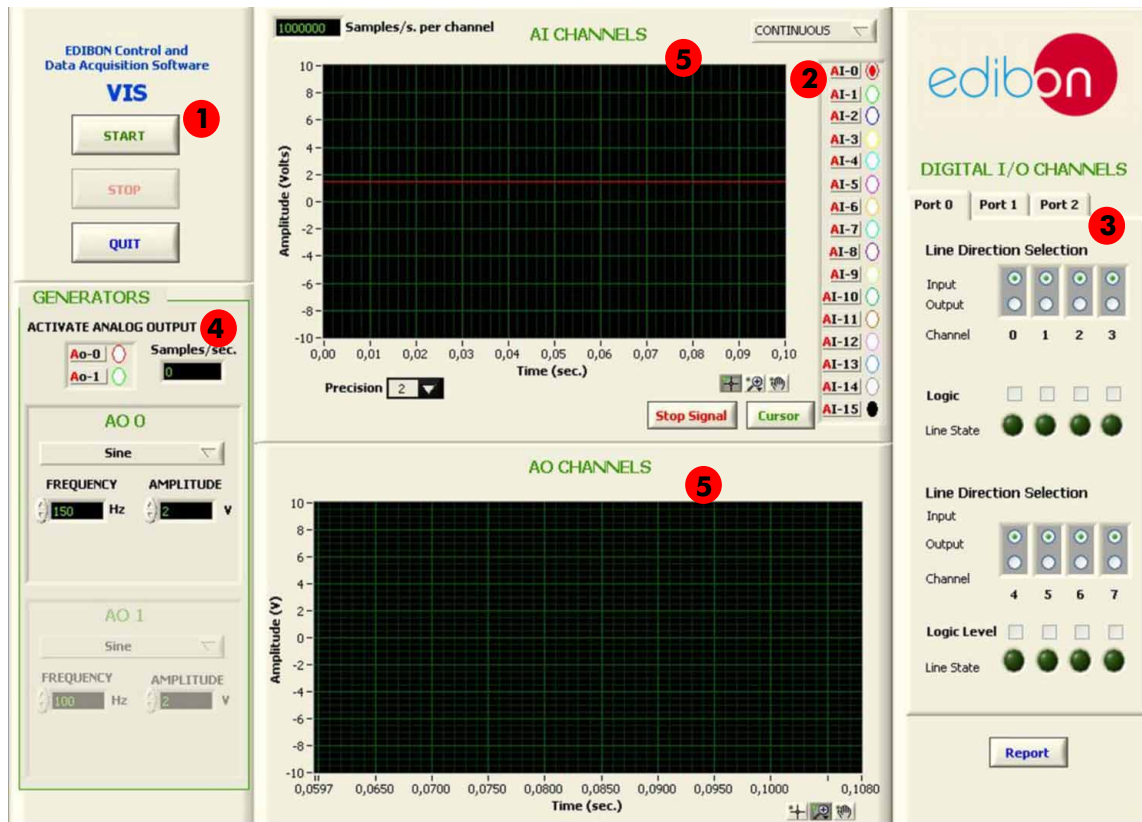 EDIBON Control and
Data Acquisition Software
VIS
1
START
STOP
QUIT
GENERATORS
ACTIVATE ANALOG OUTPUT
4
Ao-0
Ao-1
Samples/sec.
0
AO 0
Sine
FREQUENCY
AMPLITUDE
150 Hz
2 V
AO 1
Sine
FREQUENCY
AMPLITUDE
100 Hz
2 V
1000000 Samples/s. per channel
AI CHANNELS
CONTINUOUS
5
2
Amplitude (Volts)
10
8
6
4
2
0
-2
-4
-6
-8
-10
0,00 0,01 0,02 0,03 0,04 0,05 0,06 0,07 0,08 0,09 0,10
Time (sec.)
Precision 2
Stop Signal
Cursor
AI-0
AI-1
AI-2
AI-3
AI-4
AI-5
AI-6
AI-7
AI-8
AI-9
AI-10
AI-11
AI-12
AI-13
AI-14
AI-15
AO CHANNELS
5
Amplitude (V)
10
8
6
4
2
0
-2
-4
-6
-8
-10
0,0597 0,0650 0,0700 0,0750 0,0800 0,0850 0,0900 0,0950 0,1000 0,1080
Time (sec.)
edibon
DIGITAL I/O CHANNELS
Port 0 Port 1 Port 2
3
Line Direction Selection
Input
Output
Channel 0 1 2 3
Logic
Line State
Line Direction Selection
Input
Output
Channel
4 5 6 7
Logic Level
Line State
Report